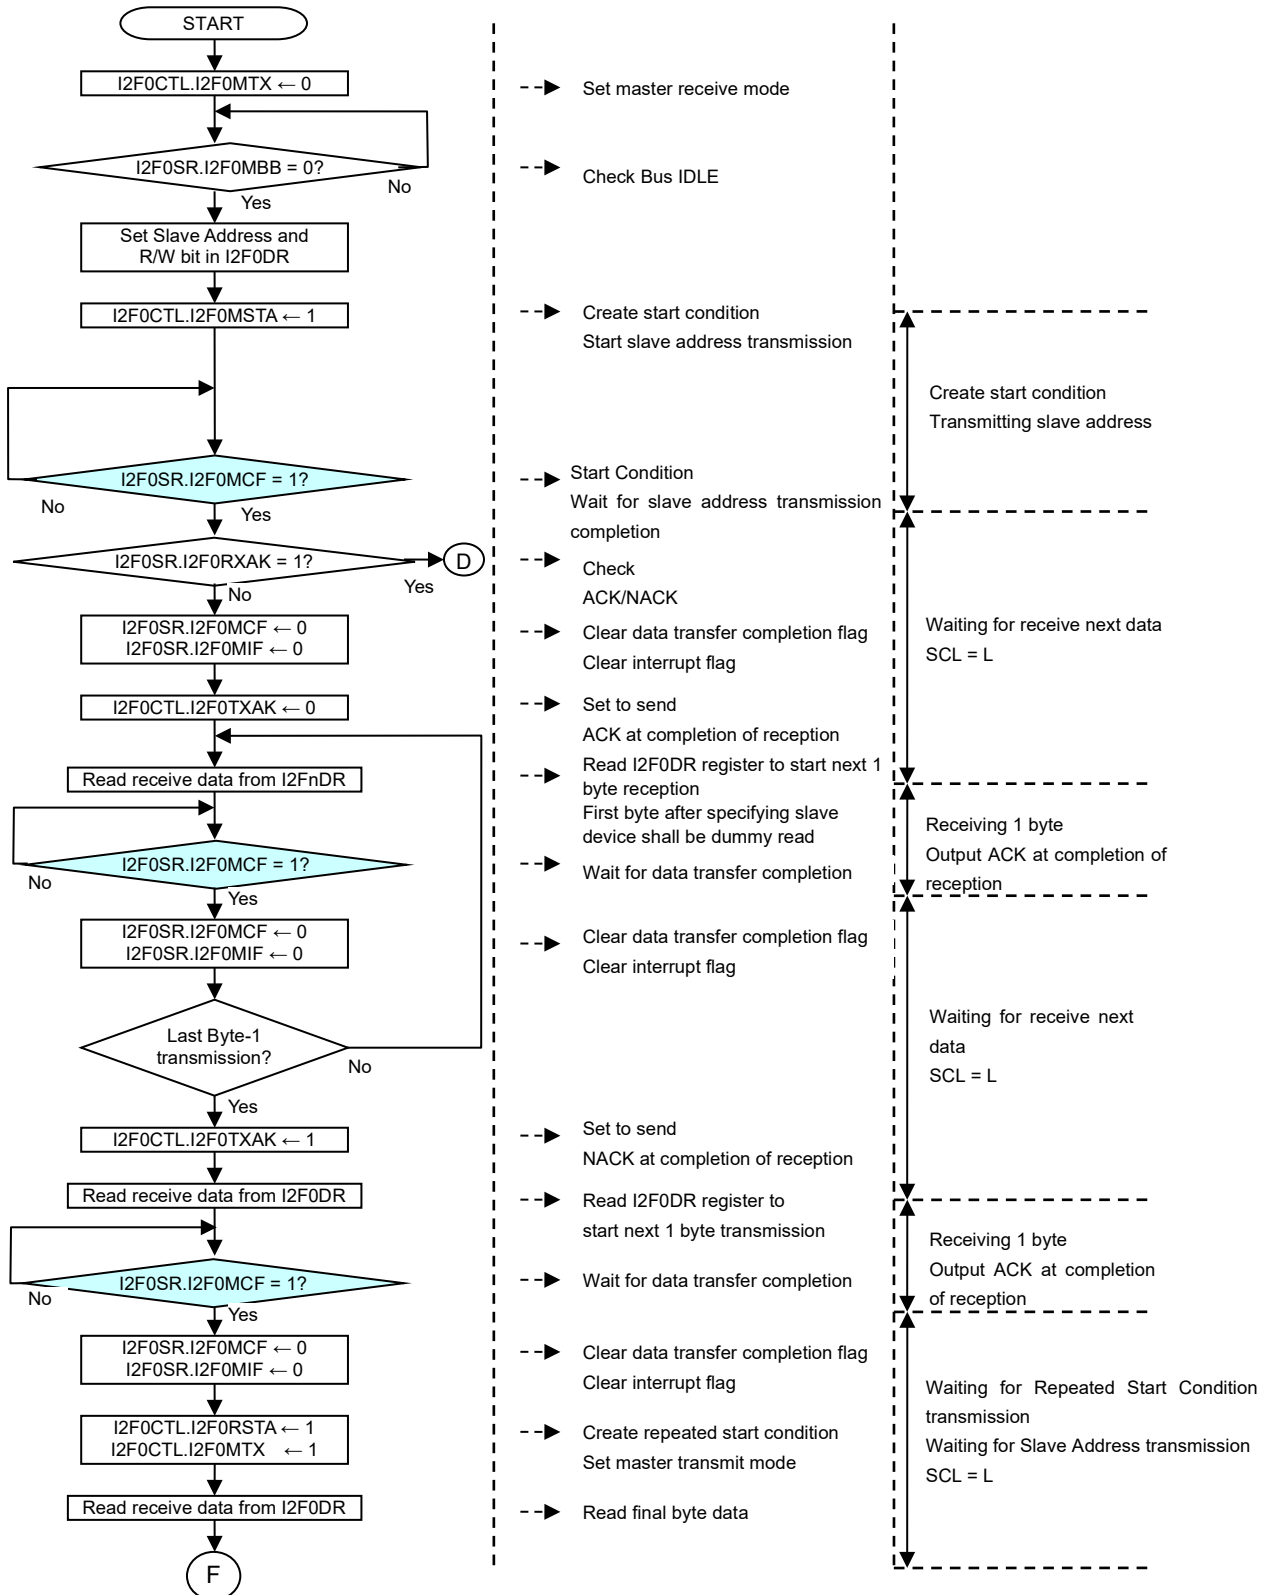 START
I2F0CTL.I2F0MTX ← 0
Set master receive mode
I2F0SR.I2F0MBB = 0?
No
Yes
Check Bus IDLE
Set Slave Address and
R/W bit in I2F0DR
I2F0CTL.I2F0MSTA ← 1
Create start condition
Start slave address transmission
Create start condition
Transmitting slave address
I2F0SR.I2F0MCF = 1?
No
Yes
Start Condition
Wait for slave address transmission
completion
I2F0SR.I2F0RXAK = 1?
Yes
D
No
Check
ACK/NACK
I2F0SR.I2F0MCF ← 0
I2F0SR.I2F0MIF ← 0
Clear data transfer completion flag
Clear interrupt flag
Waiting for receive next data
SCL = L
I2F0CTL.I2F0TXAK ← 0
Set to send
ACK at completion of reception
Read receive data from I2FnDR
Read I2F0DR register to start next 1
byte reception
First byte after specifying slave
device shall be dummy read
Receiving 1 byte
Output ACK at completion of
reception
I2F0SR.I2F0MCF = 1?
No
Yes
Wait for data transfer completion
I2F0SR.I2F0MCF ← 0
I2F0SR.I2F0MIF ← 0
Clear data transfer completion flag
Clear interrupt flag
Last Byte-1
transmission?
No
Yes
Waiting for receive next
data
SCL = L
I2F0CTL.I2F0TXAK ← 1
Set to send
NACK at completion of reception
Read receive data from I2F0DR
Read I2F0DR register to
start next 1 byte transmission
Receiving 1 byte
Output ACK at completion
of reception
I2F0SR.I2F0MCF = 1?
No
Yes
Wait for data transfer completion
I2F0SR.I2F0MCF ← 0
I2F0SR.I2F0MIF ← 0
Clear data transfer completion flag
Clear interrupt flag
Waiting for Repeated Start Condition
transmission
Waiting for Slave Address transmission
SCL = L
I2F0CTL.I2F0RSTA ← 1
I2F0CTL.I2F0MTX ← 1
Create repeated start condition
Set master transmit mode
Read receive data from I2F0DR
Read final byte data
F